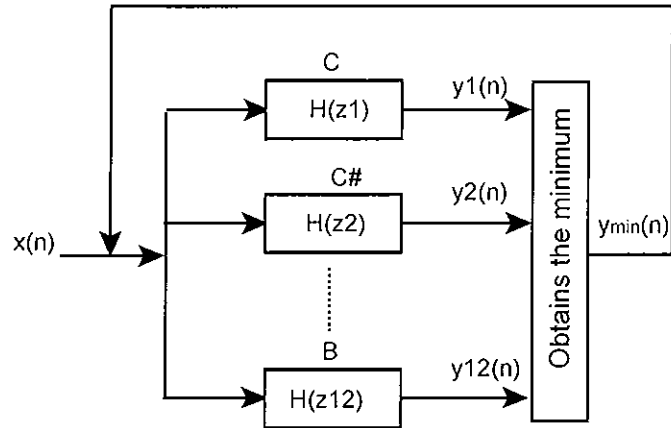 C
H(z1)
y1(n)
C#
H(z2)
y2(n)
x(n)
B
H(z12)
y12(n)
Obtains the minimum
ymin(n)